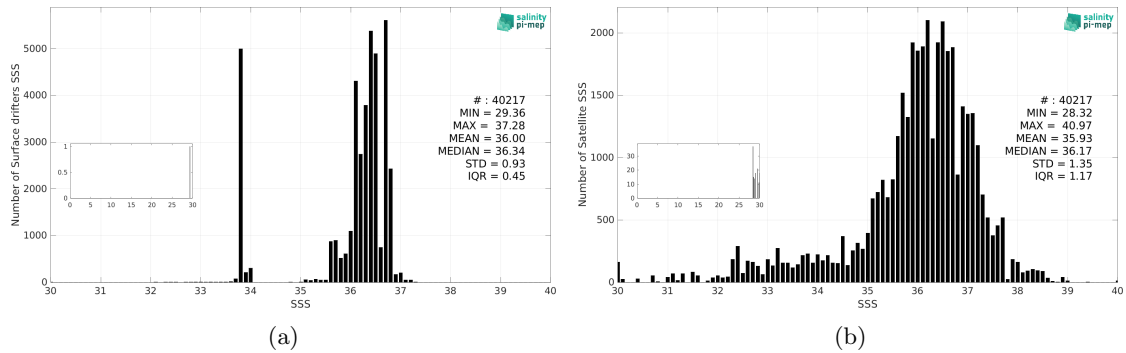 salinity
pi-mep
Number of Surface drifters SSS
5000
4000
3000
2000
1000
0
# : 40217
MIN = 29.36
MAX = 37.28
MEAN = 36.00
MEDIAN = 36.34
STD = 0.93
IQR = 0.45
1
0.5
0
0 5 10 15 20 25 30
30 31 32 33 34 35 36 37 38 39 40
SSS
(a)
salinity
pi-mep
Number of Satellite SSS
2000
1500
1000
500
0
# : 40217
MIN = 28.32
MAX = 40.97
MEAN = 35.93
MEDIAN = 36.17
STD = 1.35
IQR = 1.17
30
20
10
0
0 5 10 15 20 25 30
30 31 32 33 34 35 36 37 38 39 40
SSS
(b)